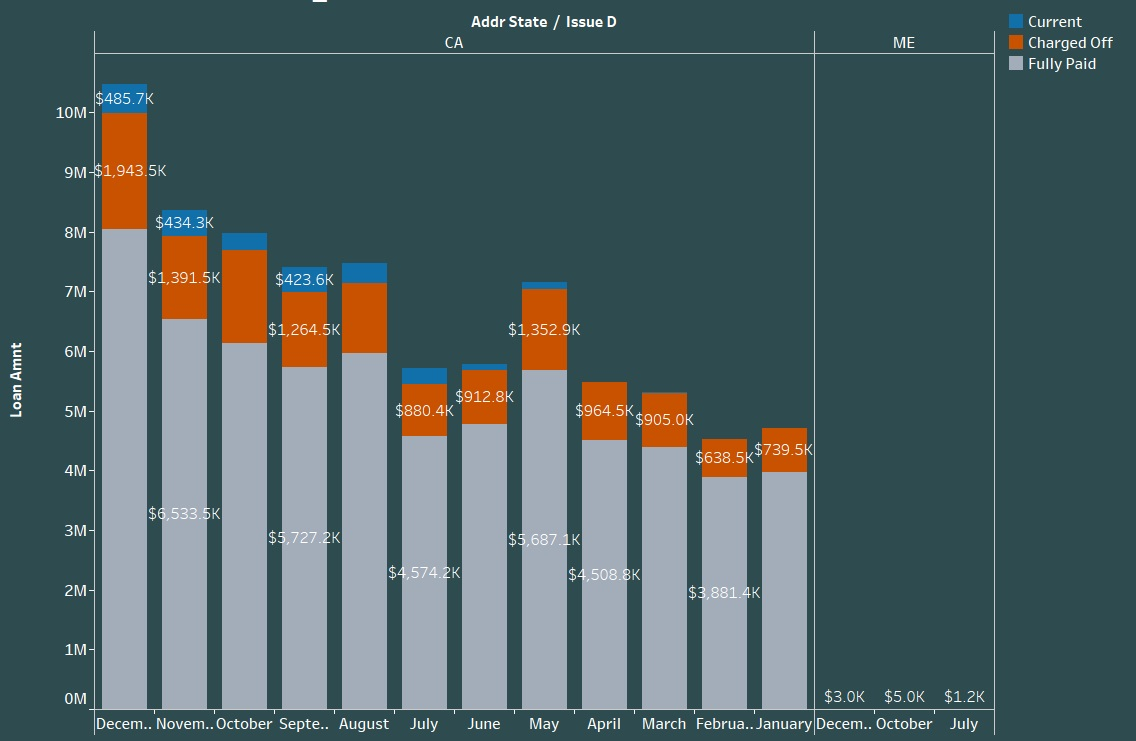 Addr State / Issue D
CA
ME
Current
Charged Off
Fully Paid
Loan Amnt
10M
9M
8M
7M
6M
5M
4M
3M
2M
1M
0M
$485.7K
$1,943.5K
$434.3K
$1,391.5K
$6,533.5K
$423.6K
$1,264.5K
$5,727.2K
$880.4K
$4,574.2K
$912.8K
$1,352.9K
$5,687.1K
$964.5K
$4,508.8K
$905.0K
$638.5K
$3,881.4K
$739.5K
$3.0K
$5.0K
$1.2K
Decem.. Novem.. October Septe.. August July June May April March Februa.. January Decem.. October July